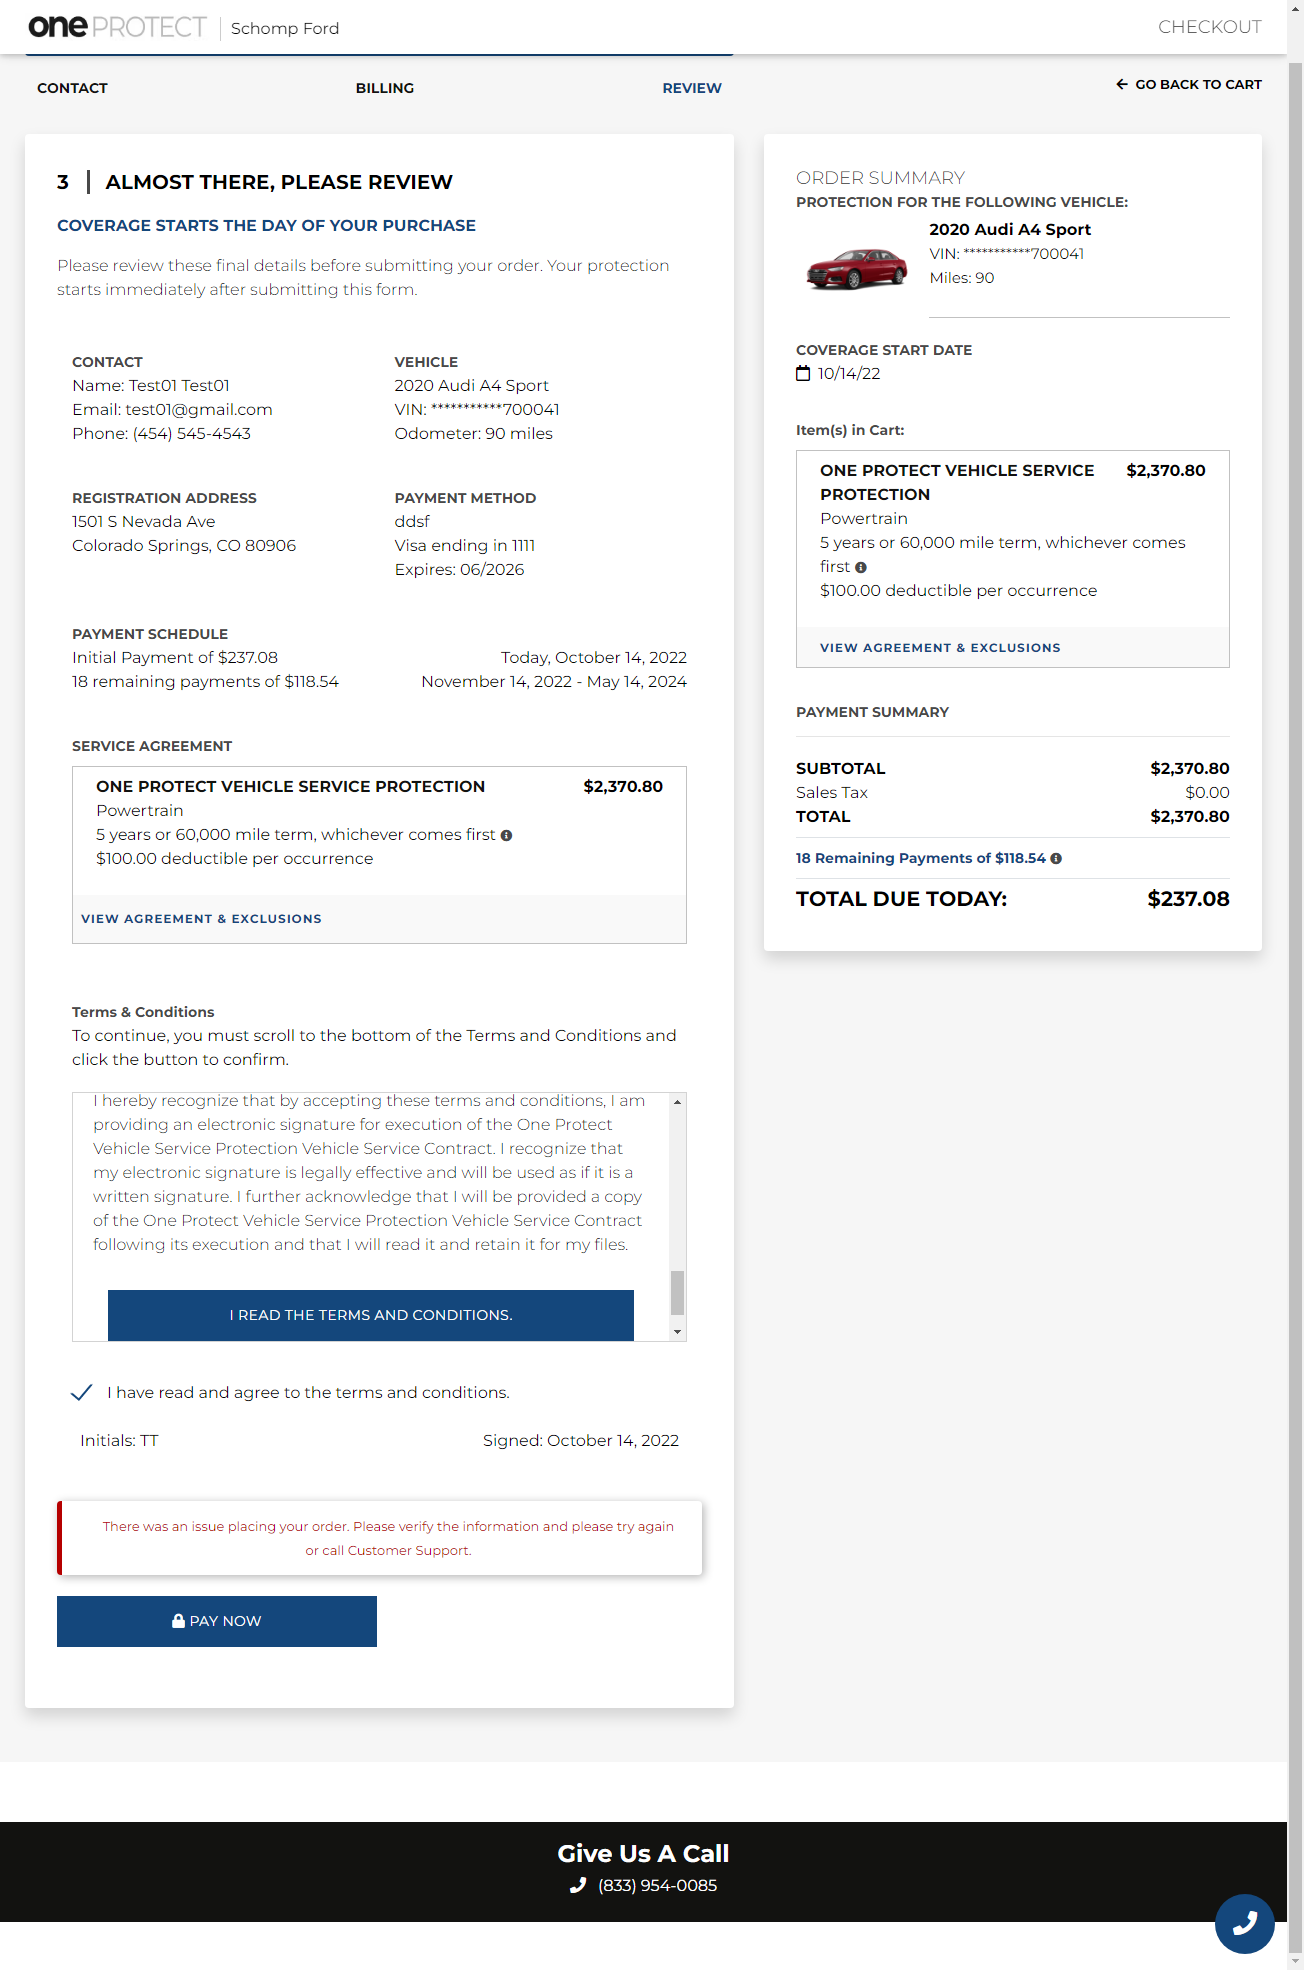 one PROTECT Schomp Ford
CHECKOUT
CONTACT
BILLING
REVIEW
GO BACK TO CART
3 | ALMOST THERE, PLEASE REVIEW
COVERAGE STARTS THE DAY OF YOUR PURCHASE
Please review these final details before submitting your order. Your protection
starts immediately after submitting this form.
CONTACT
Name: Test01 Test01
Email: test01@gmail.com
Phone: (454) 545-4543
VEHICLE
2020 Audi A4 Sport
VIN: ***********700041
Odometer: 90 miles
REGISTRATION ADDRESS
1501 S Nevada Ave
Colorado Springs, CO 80906
PAYMENT METHOD
ddsf
Visa ending in 1111
Expires: 06/2026
PAYMENT SCHEDULE
Initial Payment of $237.08 Today, October 14, 2022
18 remaining payments of $118.54 November 14, 2022 - May 14, 2024
SERVICE AGREEMENT
ONE PROTECT VEHICLE SERVICE PROTECTION $2,370.80
Powertrain
5 years or 60,000 mile term, whichever comes first
$100.00 deductible per occurrence
VIEW AGREEMENT & EXCLUSIONS
Terms & Conditions
To continue, you must scroll to the bottom of the Terms and Conditions and
click the button to confirm.
I hereby recognize that by accepting these terms and conditions, I am
providing an electronic signature for execution of the One Protect
Vehicle Service Protection Vehicle Service Contract. I recognize that
my electronic signature is legally effective and will be used as if it is a
written signature. I further acknowledge that I will be provided a copy
of the One Protect Vehicle Service Protection Vehicle Service Contract
following its execution and that I will read it and retain it for my files.
I READ THE TERMS AND CONDITIONS.
I have read and agree to the terms and conditions.
Initials: TT Signed: October 14, 2022
There was an issue placing your order. Please verify the information and please try again
or call Customer Support.
PAY NOW
ORDER SUMMARY
PROTECTION FOR THE FOLLOWING VEHICLE:
2020 Audi A4 Sport
VIN: ***********700041
Miles: 90
COVERAGE START DATE
10/14/22
Item(s) in Cart:
ONE PROTECT VEHICLE SERVICE $2,370.80
PROTECTION
Powertrain
5 years or 60,000 mile term, whichever comes
first
$100.00 deductible per occurrence
VIEW AGREEMENT & EXCLUSIONS
PAYMENT SUMMARY
SUBTOTAL $2,370.80
Sales Tax $0.00
TOTAL $2,370.80
18 Remaining Payments of $118.54
TOTAL DUE TODAY: $237.08
Give Us A Call
(833) 954-0085